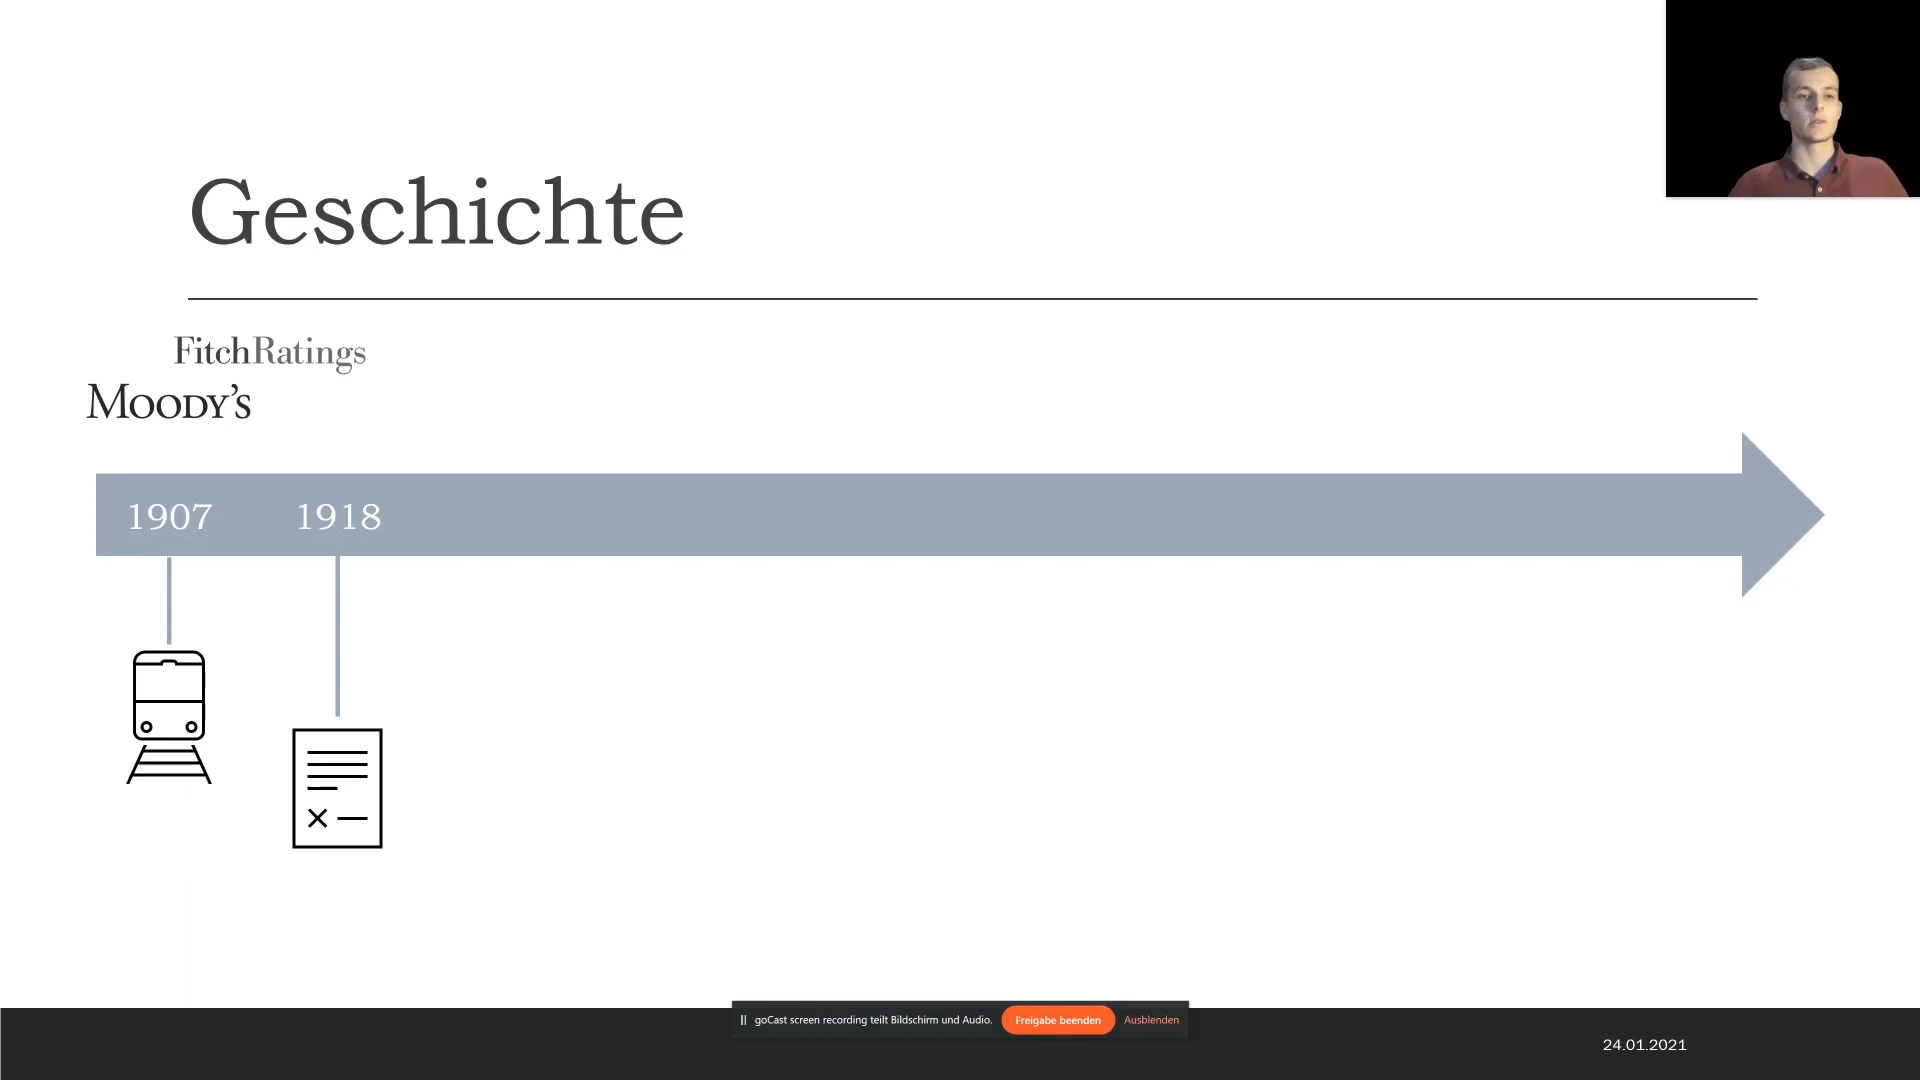 Geschichte
FitchRatings
MOODY'S
1907 1918
goCast screen recording teilt Bildschirm und Audio. Freigabe beenden Ausblenden
24.01.2021